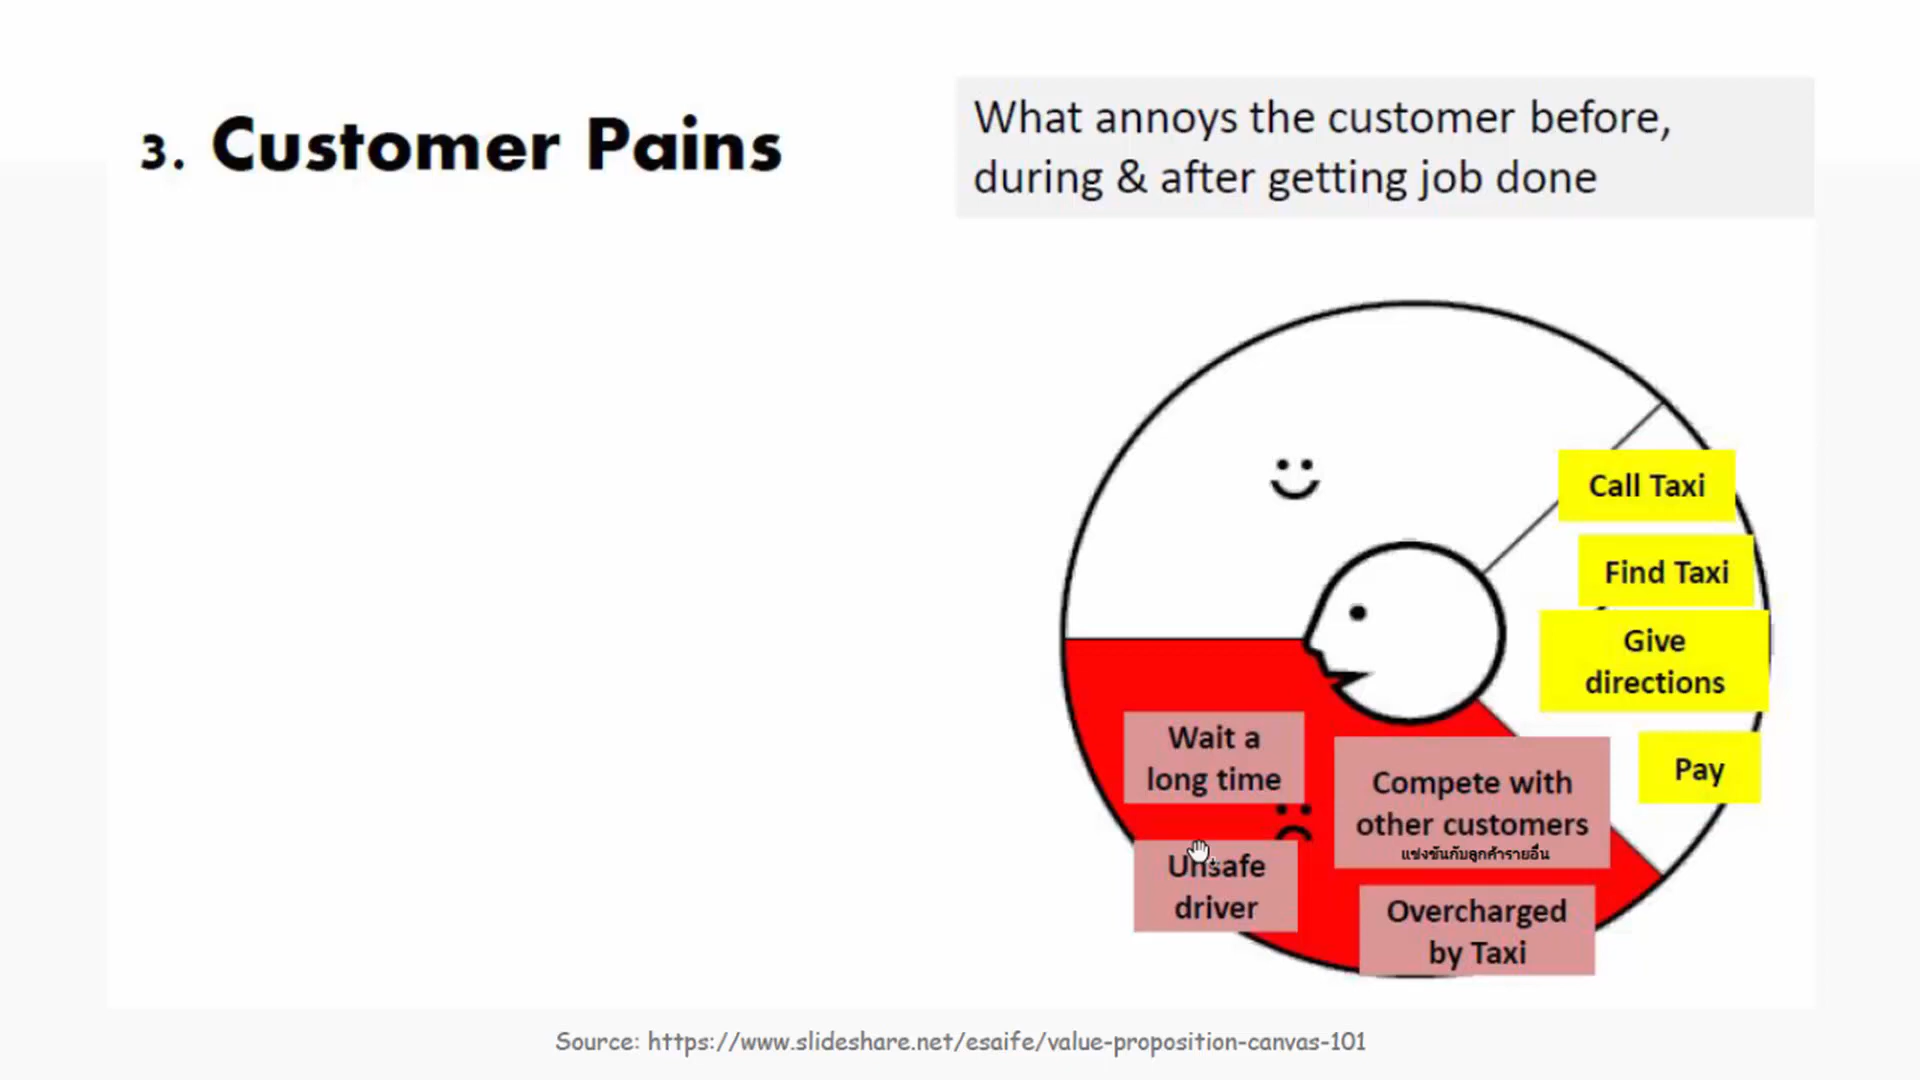 3. Customer Pains
What annoys the customer before,
during & after getting job done
Call Taxi
Find Taxi
Give
directions
Pay
Wait a
long time
Compete with
other customers
แข่งขันกับลูกค้ารายอื่น
Unsafe
driver
Overcharged
by Taxi
Source: https://www.slideshare.net/esaife/value-proposition-canvas-101